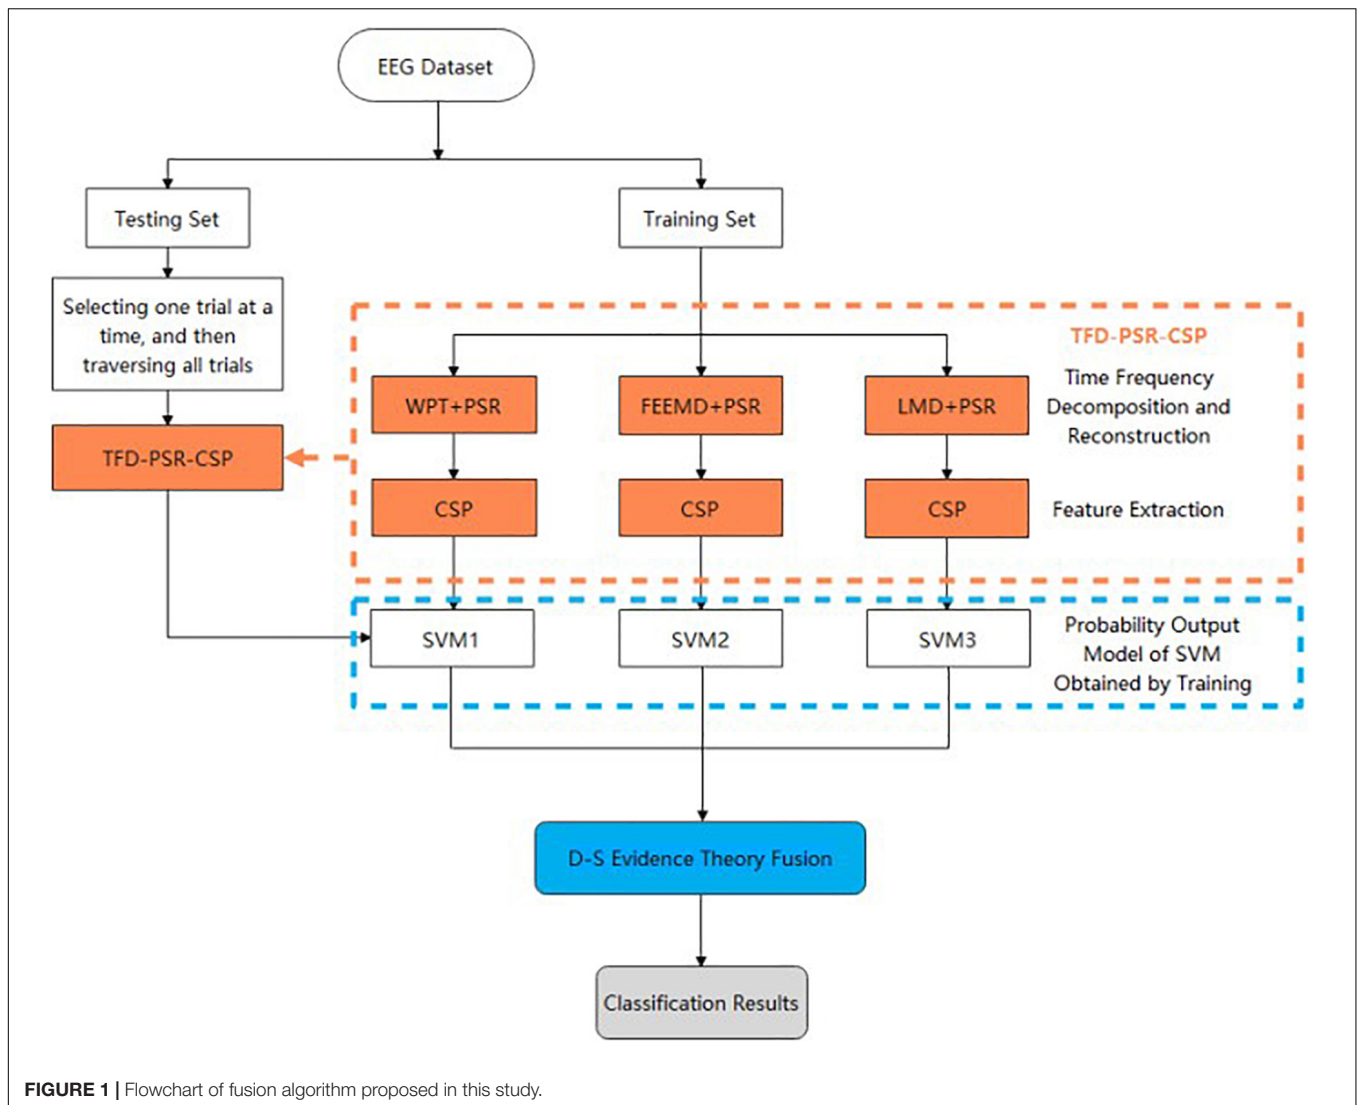 EEG Dataset
Testing Set
Training Set
Selecting one trial at a
time, and then
traversing all trials
TFD-PSR-CSP
TFD-PSR-CSP
Time Frequency
Decomposition and
Reconstruction
WPT+PSR
FEEMD+PSR
LMD+PSR
CSP
CSP
CSP
Feature Extraction
SVM1
SVM2
SVM3
Probability Output
Model of SVM
Obtained by Training
D-S Evidence Theory Fusion
Classification Results
FIGURE 1 | Flowchart of fusion algorithm proposed in this study.